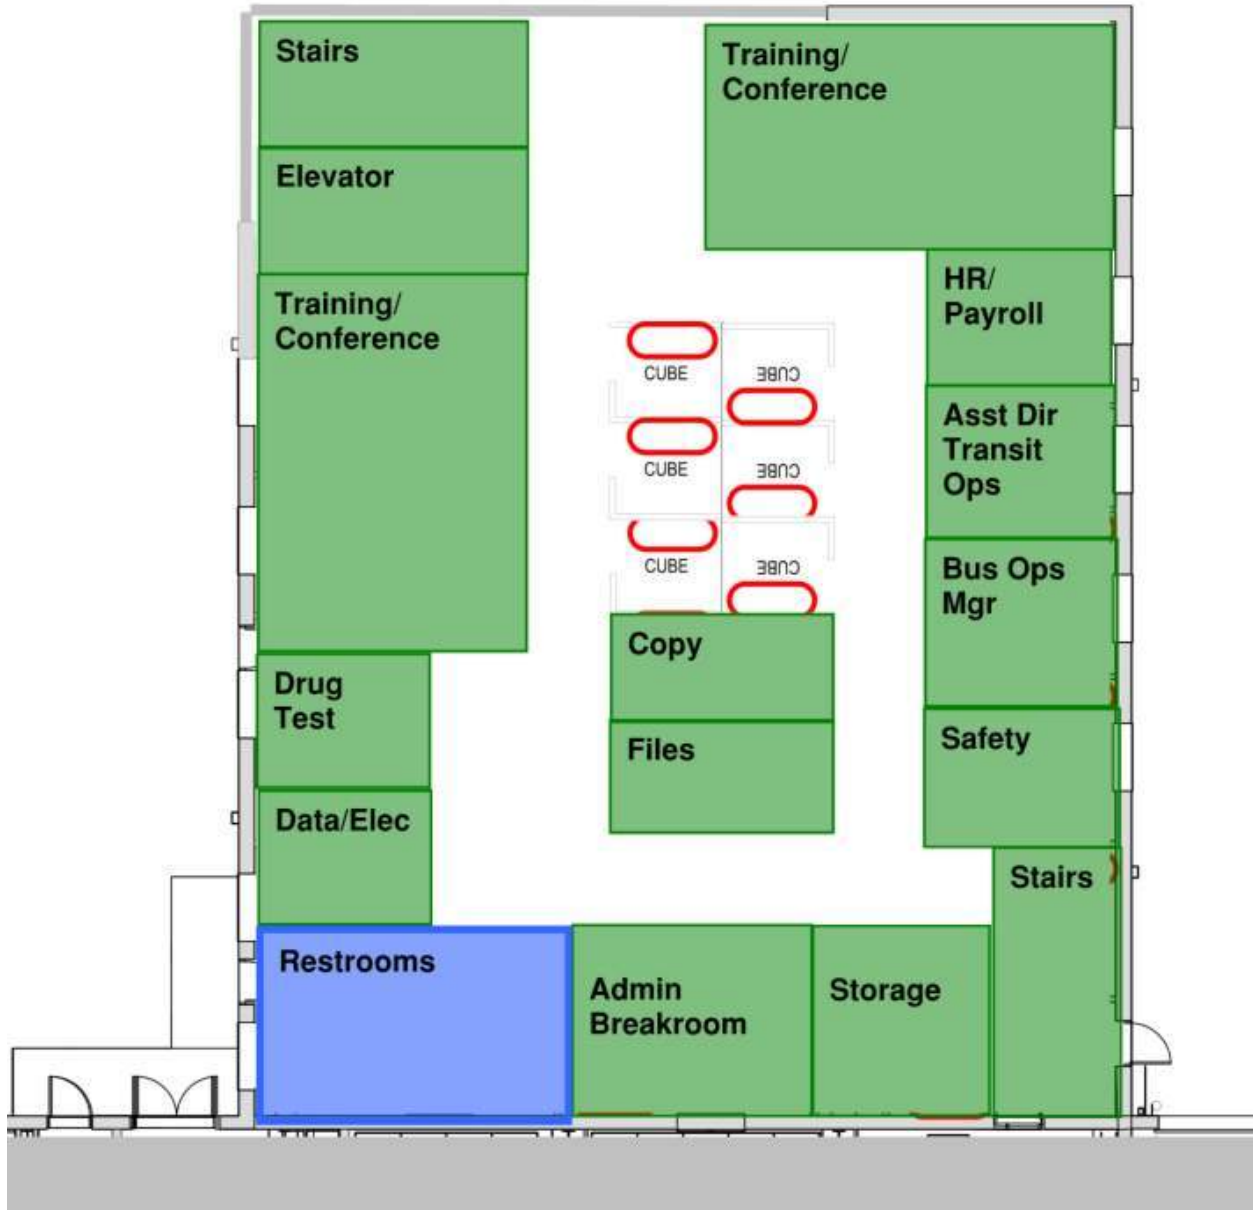 Stairs
Training/
Conference
Elevator
Training/
Conference
HR/
Payroll
CUBE
CUBE
Asst Dir
Transit
Ops
CUBE
CUBE
CUBE
CUBE
Bus Ops
Mgr
Copy
Drug
Test
Safety
Files
Data/Elec
Stairs
Restrooms
Admin
Breakroom
Storage